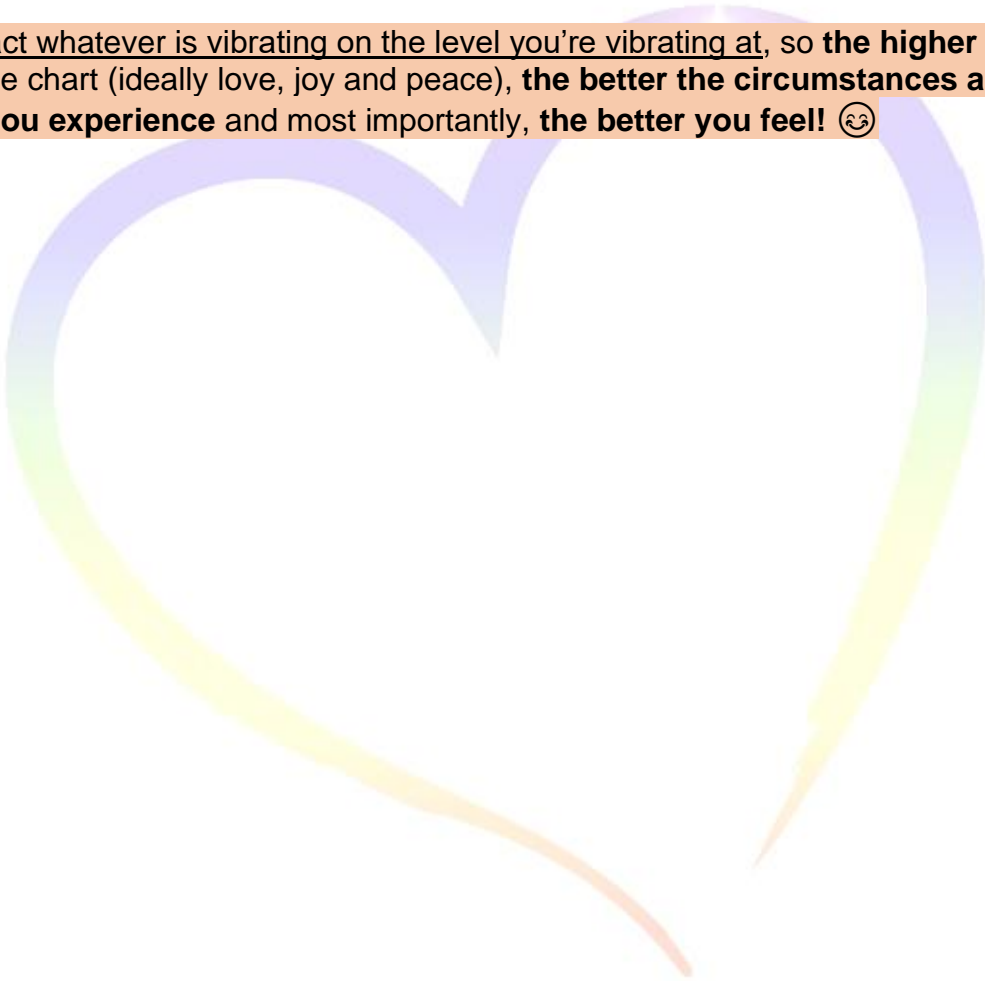 act whatever is vibrating on the level you're vibrating at, so the higher
e chart (ideally love, joy and peace), the better the circumstances a
ou experience and most importantly, the better you feel! 😊